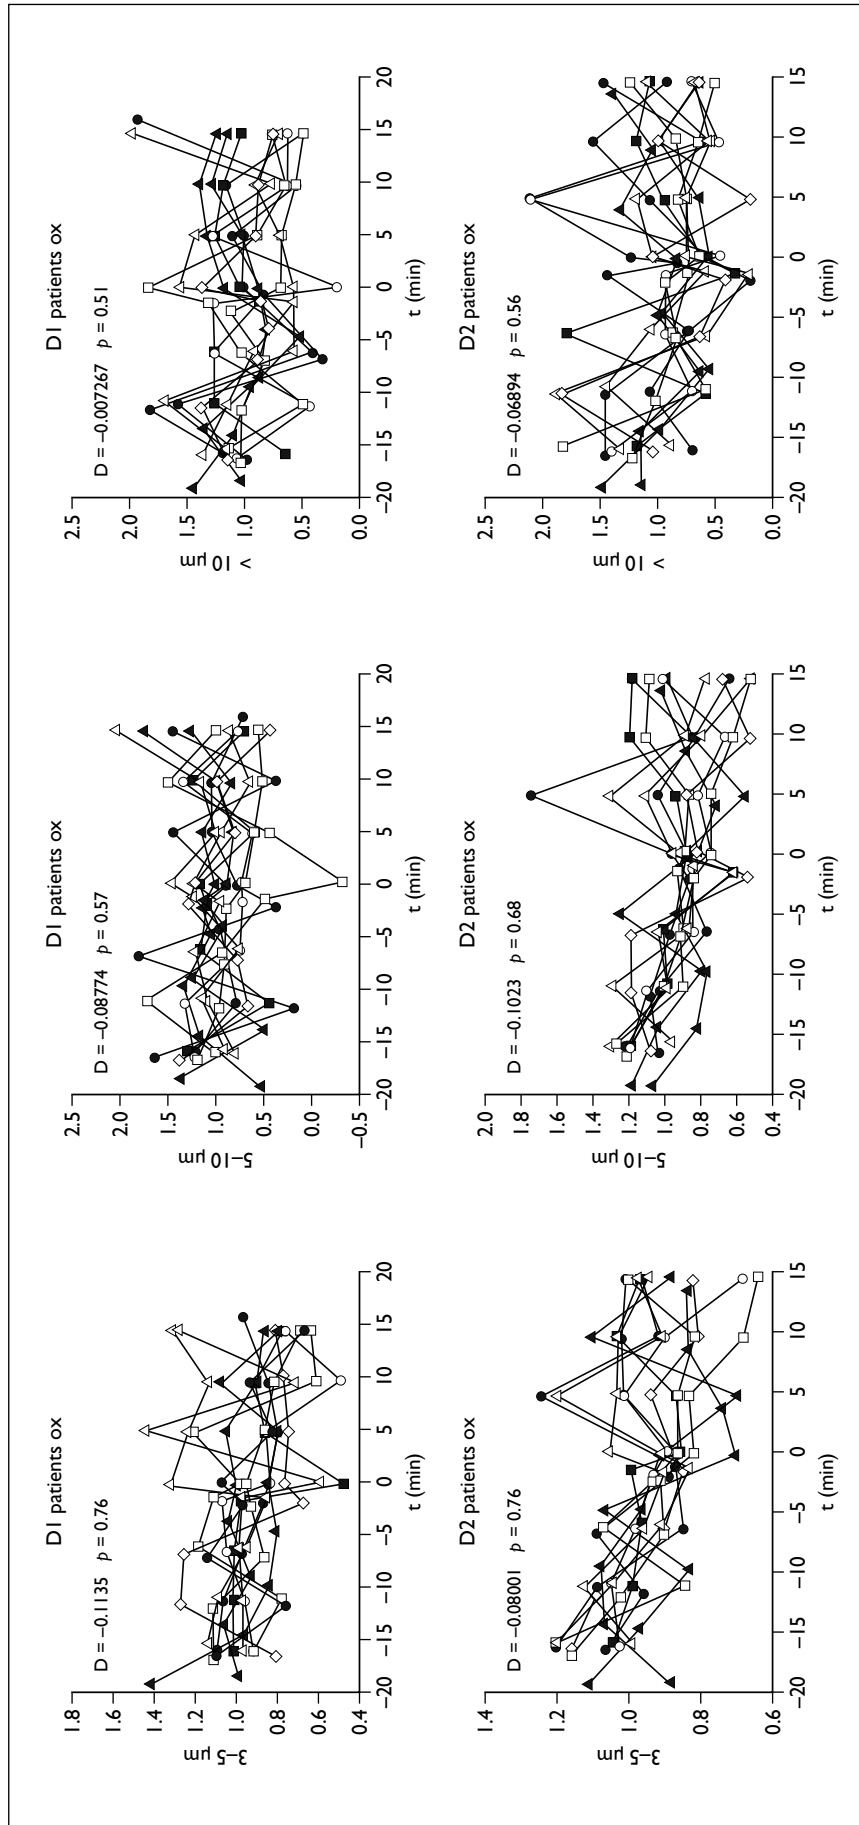 D1 patients ox
D = –0.1135 p = 0.76
3–5 µm
1.8
1.6
1.4
1.2
1.0
0.8
0.6
0.4
–20 –15 –10 –5 0 5 10 15 20
t (min)
D1 patients ox
D = –0.08774 p = 0.57
5–10 µm
2.5
2.0
1.5
1.0
0.5
0.0
–0.5
–20 –15 –10 –5 0 5 10 15 20
t (min)
D1 patients ox
D = –0.007267 p = 0.51
> 10 µm
2.5
2.0
1.5
1.0
0.5
0.0
–20 –15 –10 –5 0 5 10 15 20
t (min)
D2 patients ox
D = –0.08001 p = 0.76
3–5 µm
1.4
1.2
1.0
0.8
0.6
–20 –15 –10 –5 0 5 10 15
t (min)
D2 patients ox
D = –0.1023 p = 0.68
5–10 µm
2.0
1.8
1.6
1.4
1.2
1.0
0.8
0.6
0.4
–20 –15 –10 –5 0 5 10 15
t (min)
D2 patients ox
D = –0.06894 p = 0.56
> 10 µm
2.5
2.0
1.5
1.0
0.5
0.0
–20 –15 –10 –5 0 5 10 15
t (min)